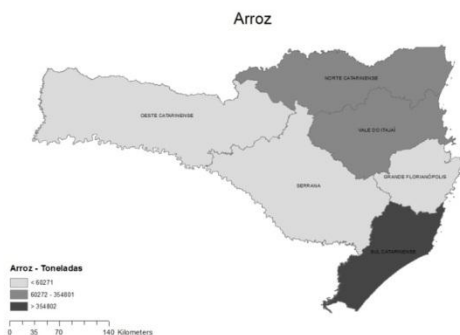 Arroz
NORTE CATARINENSE
OESTE CATARINENSE
VALE DO ITAJAÍ
GRANDE FLORIANÓPOLIS
SERRANA
SUL CATARINENSE
Arroz - Toneladas
< 60271
60272 - 354801
> 354802
0 35 70 140 Kilometers